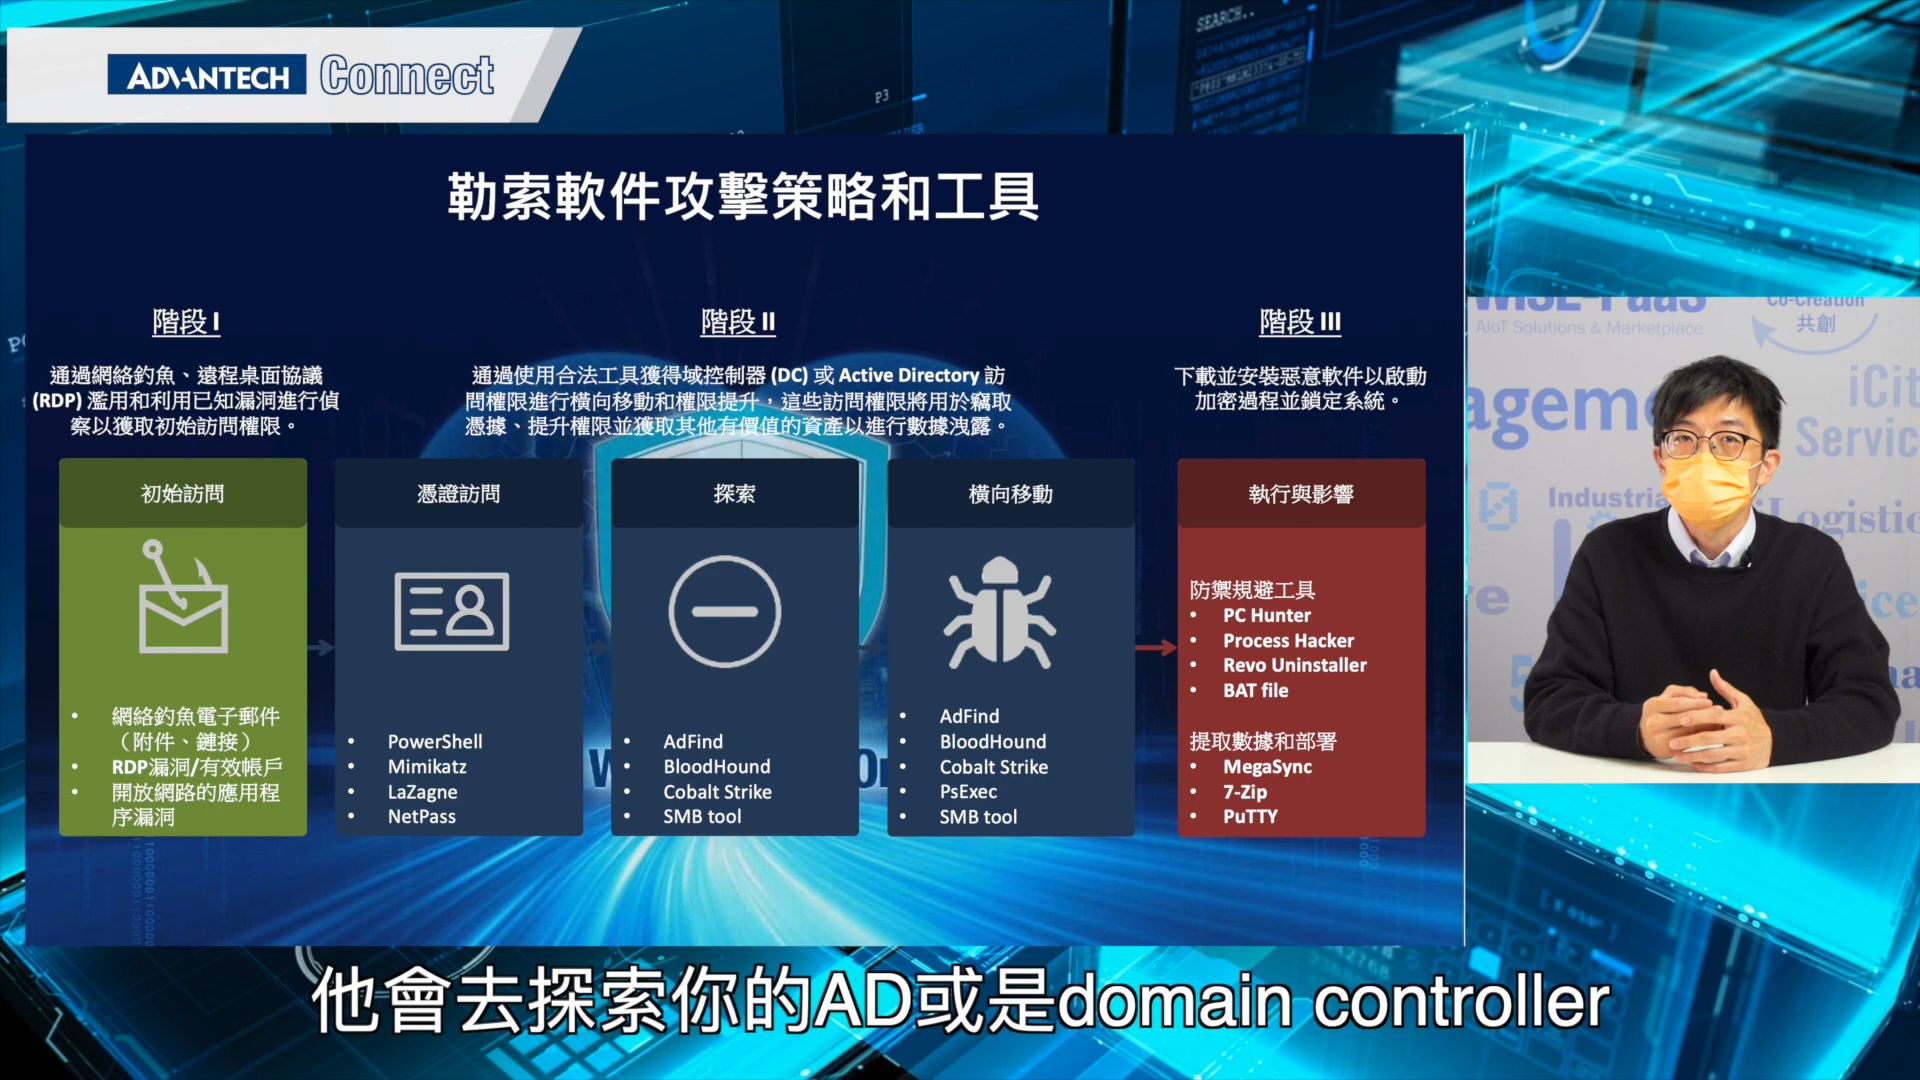 ADVANTECH Connect
SEARCH..
P3
勒索軟件攻擊策略和工具
階段 I
通過網絡釣魚、遠程桌面協議
(RDP) 濫用和利用已知漏洞進行偵
察以獲取初始訪問權限。
階段 II
通過使用合法工具獲得域控制器 (DC) 或 Active Directory 訪
問權限進行橫向移動和權限提升，這些訪問權限將用於竊取
憑據、提升權限並獲取其他有價值的資產以進行數據洩露。
階段 III
下載並安裝惡意軟件以啟動
加密過程並鎖定系統。
初始訪問
• 網絡釣魚電子郵件
（附件、鏈接）
• RDP漏洞/有效帳戶
• 開放網路的應用程
序漏洞
憑證訪問
• PowerShell
• Mimikatz
• LaZagne
• NetPass
探索
• AdFind
• BloodHound
• Cobalt Strike
• SMB tool
橫向移動
• AdFind
• BloodHound
• Cobalt Strike
• PsExec
• SMB tool
執行與影響
防禦規避工具
• PC Hunter
• Process Hacker
• Revo Uninstaller
• BAT file
提取數據和部署
• MegaSync
• 7-Zip
• PuTTY
WISE-PaaS
AIoT Solutions & Marketplace
Co-Creation
共創
agem
iCit
Servic
Industria
Logistic
他會去探索你的AD或是domain controller